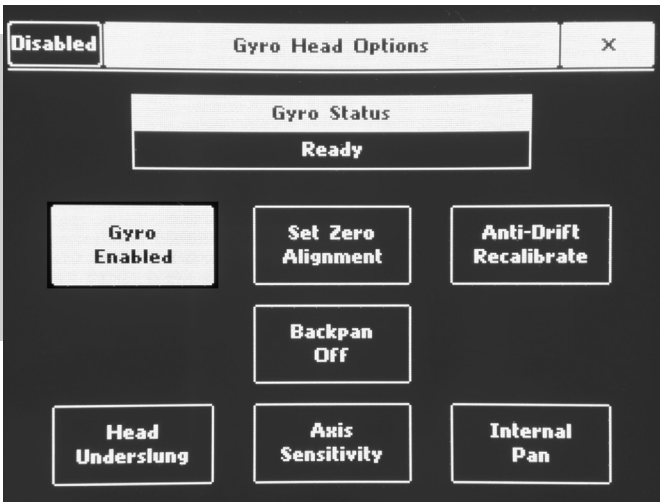 Disabled
Gyro Head Options
×
Gyro Status
Ready
Gyro
Enabled
Set Zero
Alignment
Anti-Drift
Recalibrate
Backpan
Off
Head
Underslung
Axis
Sensitivity
Internal
Pan